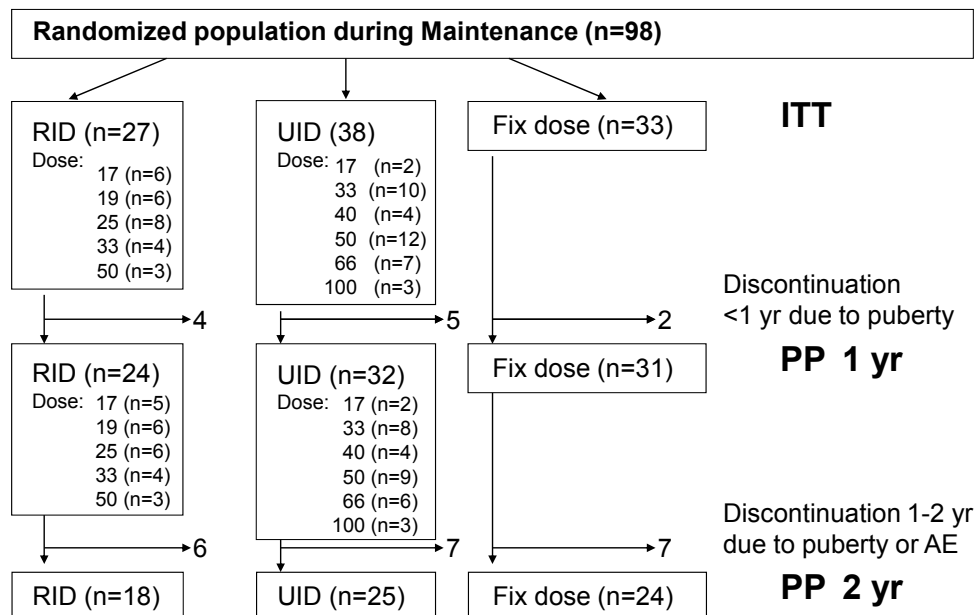 Randomized population during Maintenance (n=98)
RID (n=27)
Dose:
17 (n=6)
19 (n=6)
25 (n=8)
33 (n=4)
50 (n=3)
UID (38)
Dose:
17 (n=2)
33 (n=10)
40 (n=4)
50 (n=12)
66 (n=7)
100 (n=3)
Fix dose (n=33)
ITT
4
5
2
Discontinuation
<1 yr due to puberty
RID (n=24)
Dose: 17 (n=5)
19 (n=6)
25 (n=6)
33 (n=4)
50 (n=3)
UID (n=32)
Dose: 17 (n=2)
33 (n=8)
40 (n=4)
50 (n=9)
66 (n=6)
100 (n=3)
Fix dose (n=31)
PP 1 yr
6
7
7
Discontinuation 1-2 yr
due to puberty or AE
RID (n=18)
UID (n=25)
Fix dose (n=24)
PP 2 yr